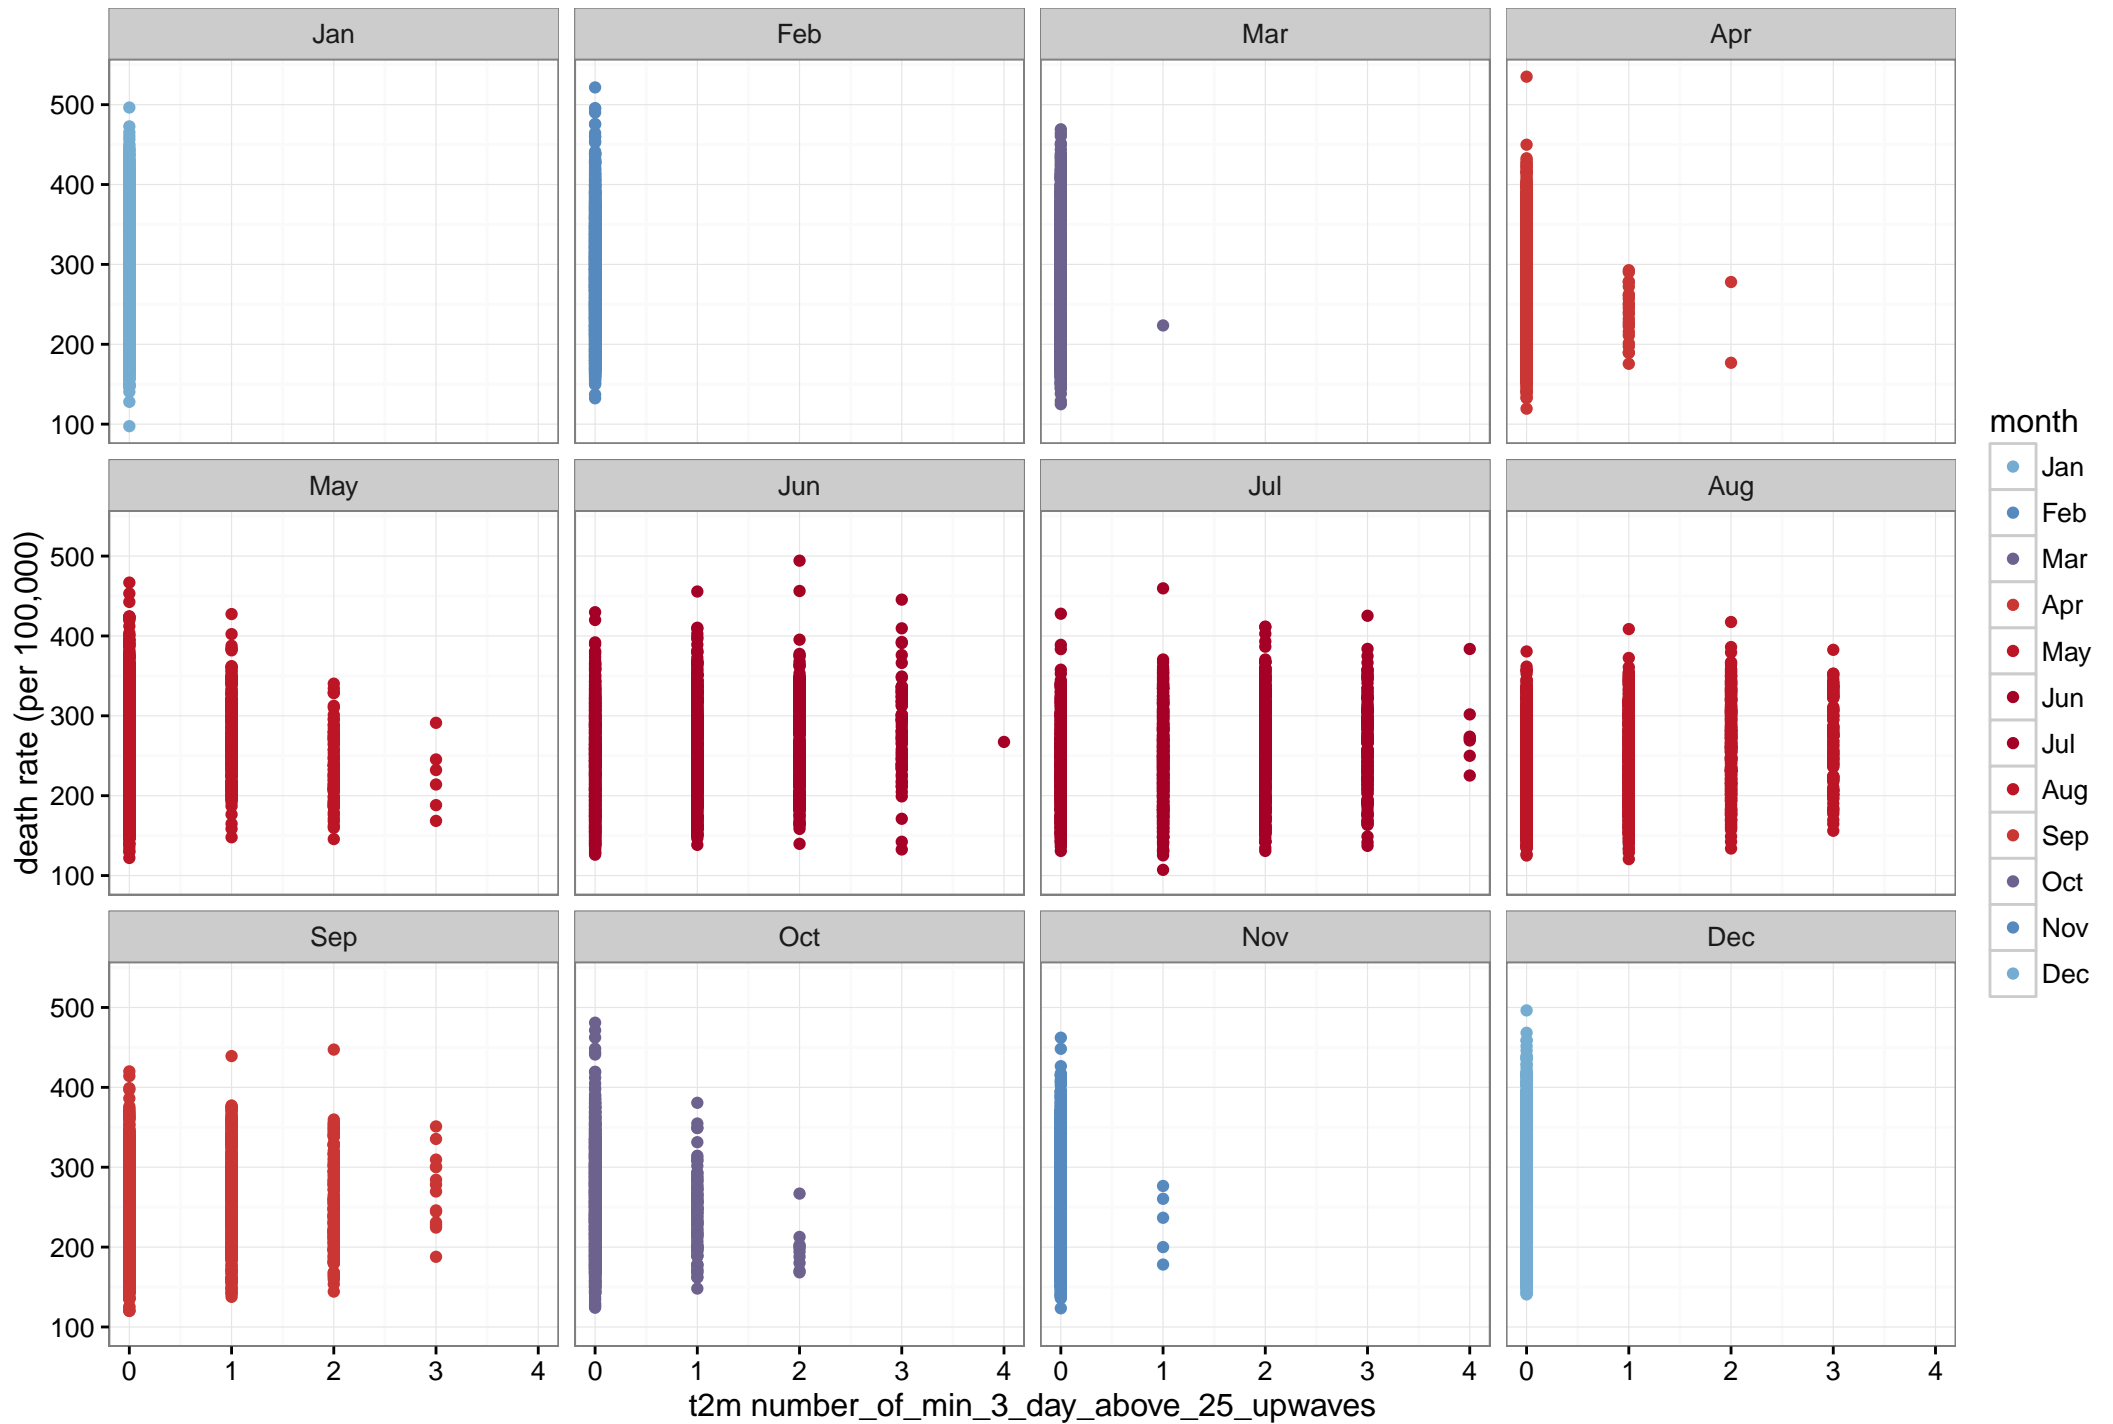 Jan Feb Mar Apr
500
400
300
200
100
May Jun Jul Aug
500
400
300
200
100
Sep Oct Nov Dec
500
400
300
200
100
0 1 2 3 4 0 1 2 3 4 0 1 2 3 4 0 1 2 3 4
t2m number_of_min_3_day_above_25_upwaves
death rate (per 100,000)
month
Jan
Feb
Mar
Apr
May
Jun
Jul
Aug
Sep
Oct
Nov
Dec